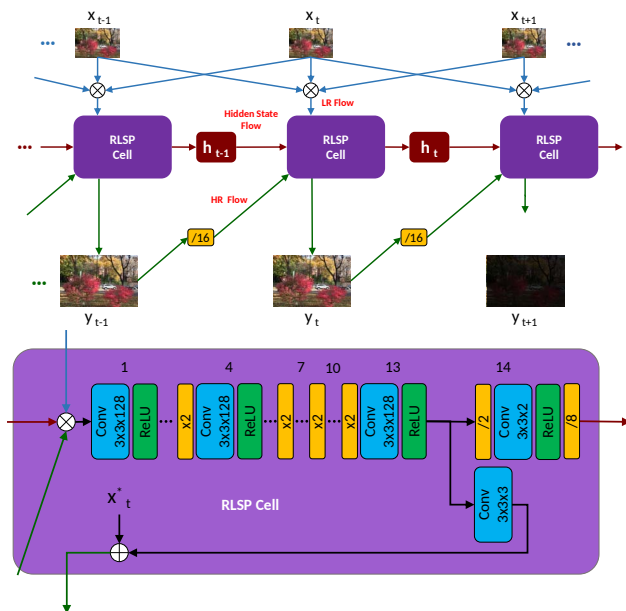 x t-1
x t
x t+1
...
...
LR Flow
Hidden State
Flow
RLSP
Cell
RLSP
Cell
RLSP
Cell
...
h t-1
h t
HR Flow
/16
/16
...
y t-1
y t
y t+1
1
4
7
10
13
14
Conv
3x3x128
ReLU
...
x2
Conv
3x3x128
ReLU
...
x2
...
x2
...
x2
Conv
3x3x128
ReLU
/2
Conv
3x3x2
ReLU
/8
Conv
3x3x3
x* t
RLSP Cell